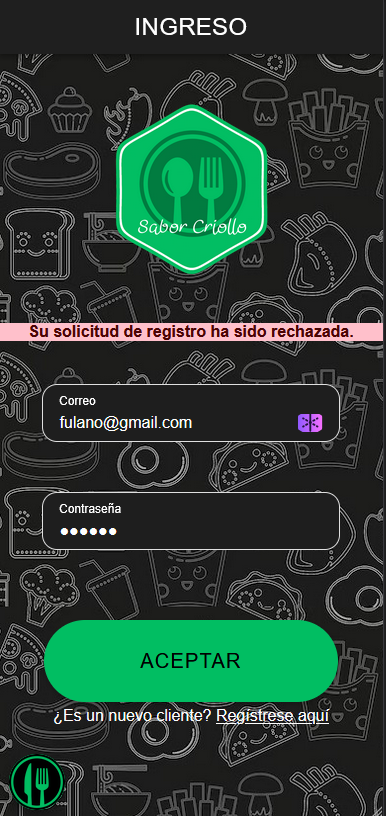 INGRESO
Sabor Criollo
Su solicitud de registro ha sido rechazada.
Correo
fulano@gmail.com
Contraseña
••••••
ACEPTAR
¿Es un nuevo cliente? Regístrese aquí